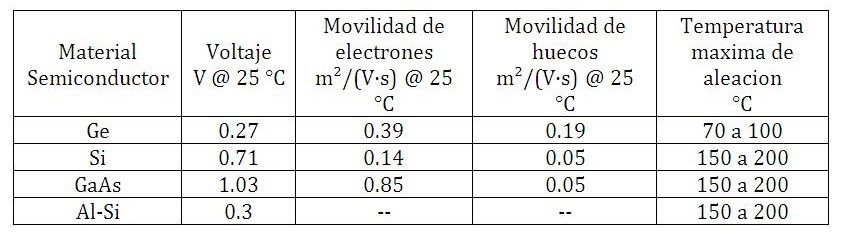 Material Semiconductor | Voltaje V @ 25 °C | Movilidad de electrones m²/(V·s) @ 25 °C | Movilidad de huecos m²/(V·s) @ 25 °C | Temperatura maxima de aleacion °C
Ge | 0.27 | 0.39 | 0.19 | 70 a 100
Si | 0.71 | 0.14 | 0.05 | 150 a 200
GaAs | 1.03 | 0.85 | 0.05 | 150 a 200
Al-Si | 0.3 | -- | -- | 150 a 200